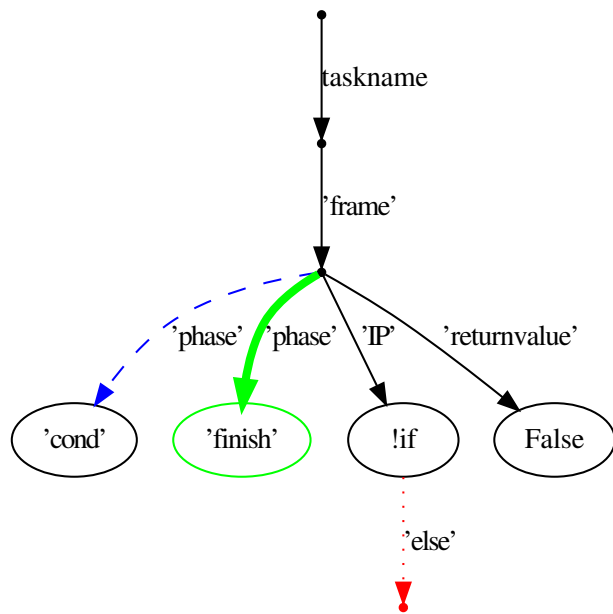 taskname
’frame’
’phase’ ’phase’ ’IP’ ’returnvalue’
’cond’ ’finish’ !if False
’else’